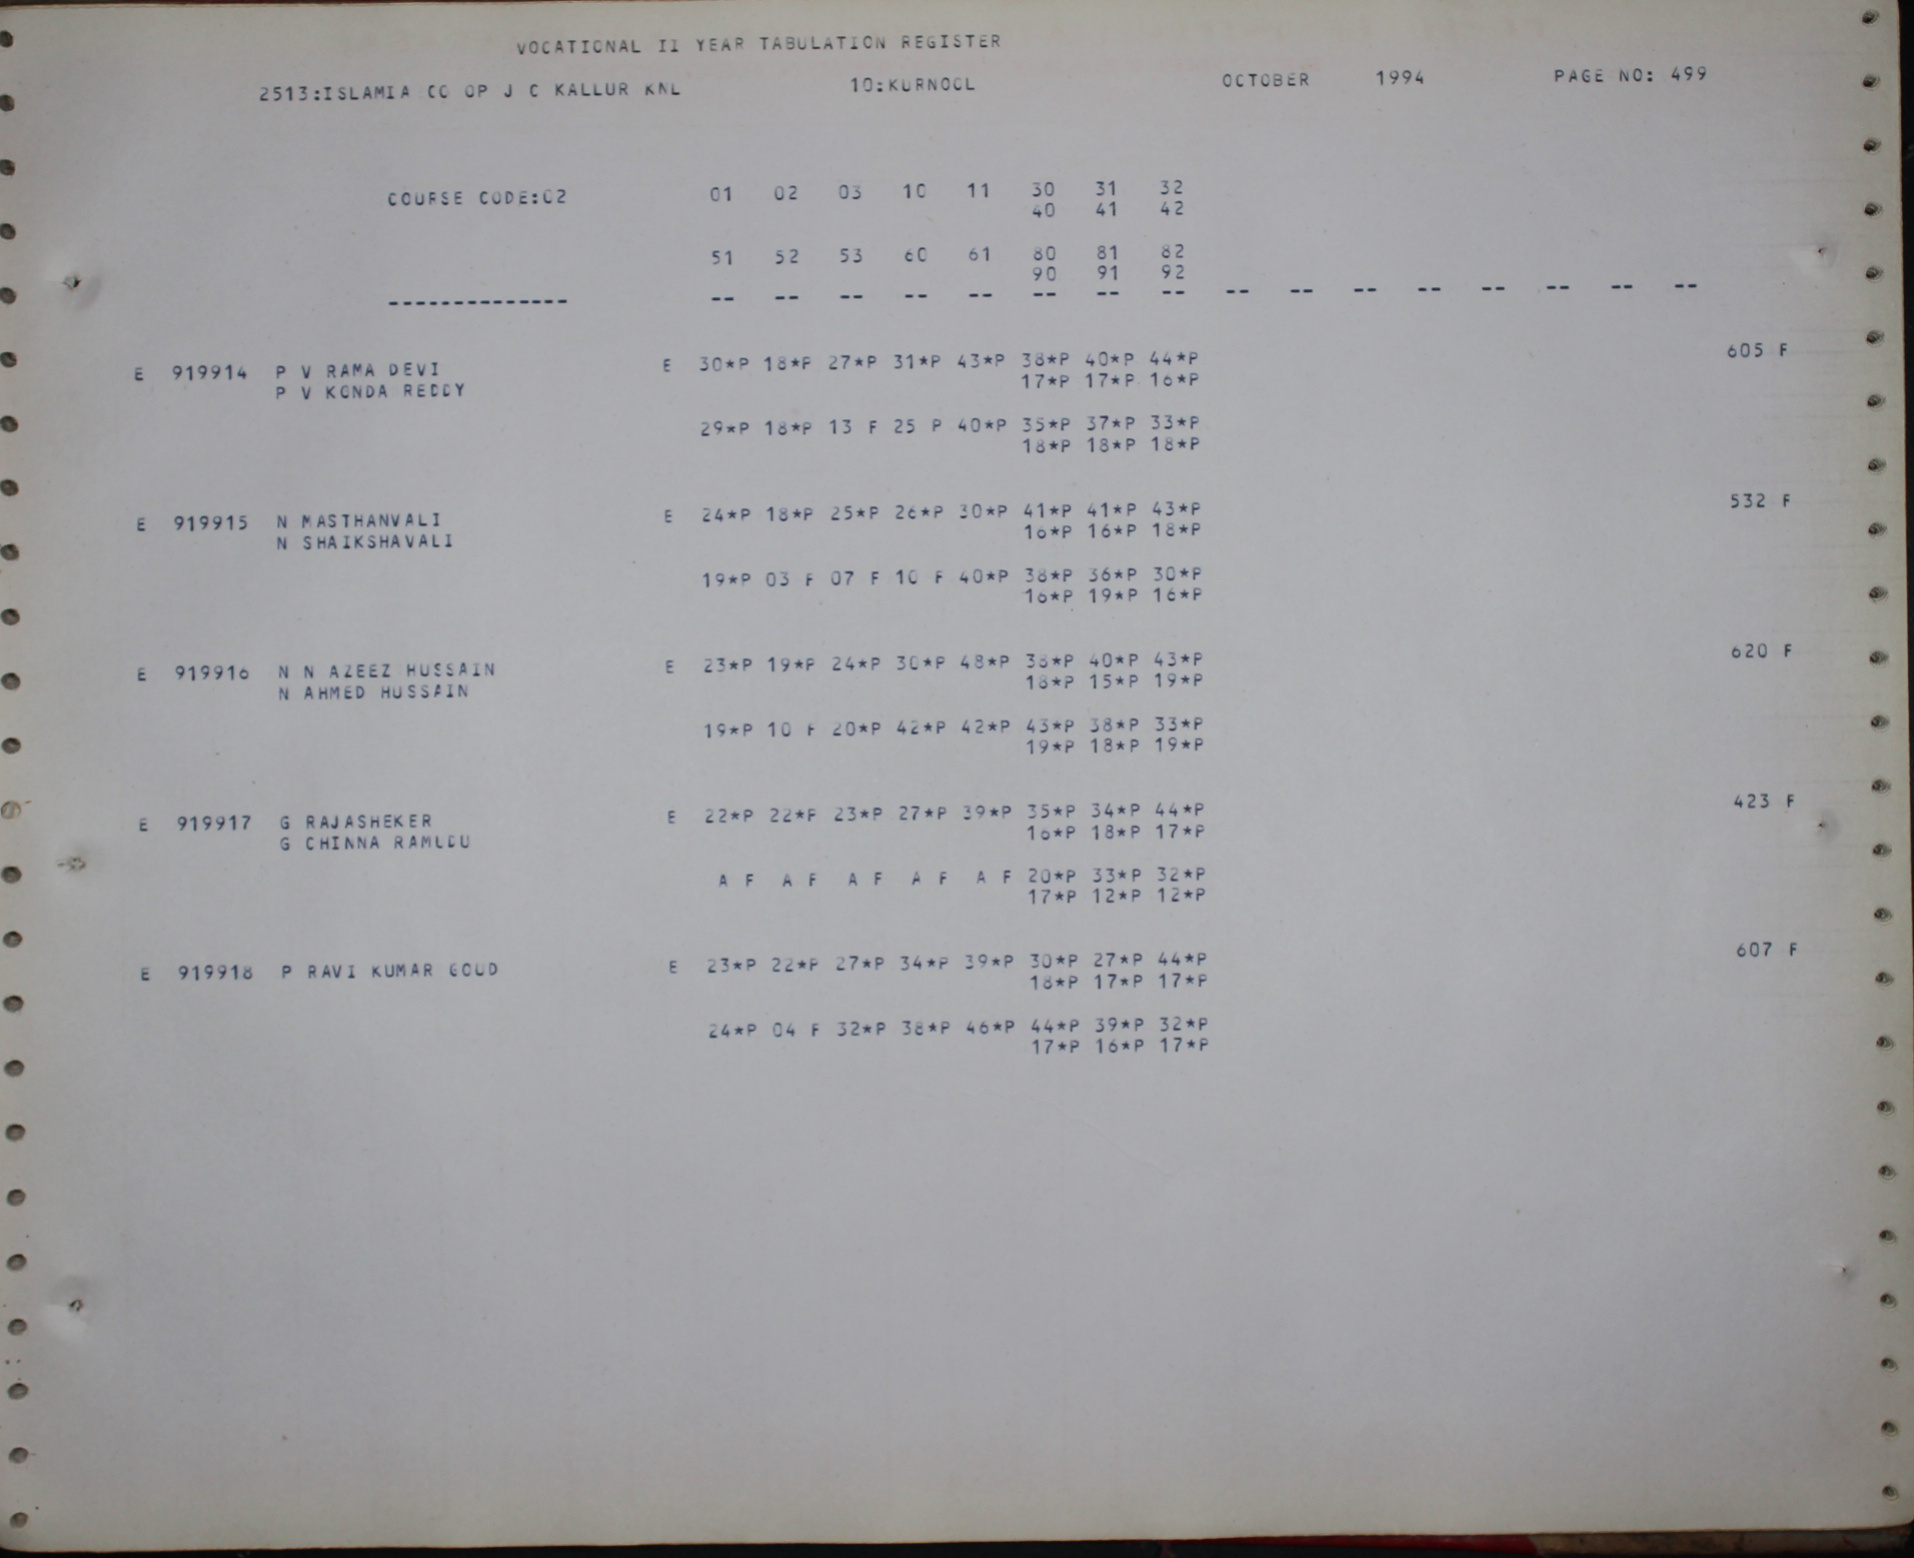 VOCATIONAL II YEAR TABULATION REGISTER
2513:ISLAMIA CO OP J C KALLUR KNL 10:KURNOOL OCTOBER 1994 PAGE NO: 499
COURSE CODE:02 01 02 03 10 11 30 31 32
40 41 42
51 52 53 60 61 80 81 82
90 91 92
-------------- -- -- -- -- -- -- -- -- -- -- -- -- -- -- -- --
E 919914 P V RAMA DEVI E 30*P 18*P 27*P 31*P 43*P 38*P 40*P 44*P 605 F
P V KONDA REDDY 17*P 17*P 16*P
29*P 18*P 13 F 25 P 40*P 35*P 37*P 33*P
18*P 18*P 18*P
E 919915 N MASTHANVALI E 24*P 18*P 25*P 26*P 30*P 41*P 41*P 43*P 532 F
N SHAIKSHAVALI 16*P 16*P 18*P
19*P 03 F 07 F 10 F 40*P 38*P 36*P 30*P
16*P 19*P 16*P
E 919916 N N AZEEZ HUSSAIN E 23*P 19*P 24*P 30*P 48*P 38*P 40*P 43*P 620 F
N AHMED HUSSAIN 18*P 15*P 19*P
19*P 10 F 20*P 42*P 42*P 43*P 38*P 33*P
19*P 18*P 19*P
E 919917 G RAJASHEKER E 22*P 22*P 23*P 27*P 39*P 35*P 34*P 44*P 423 F
G CHINNA RAMUDU 16*P 18*P 17*P
A F A F A F A F A F 20*P 33*P 32*P
17*P 12*P 12*P
E 919918 P RAVI KUMAR GOUD E 23*P 22*P 27*P 34*P 39*P 30*P 27*P 44*P 607 F
18*P 17*P 17*P
24*P 04 F 32*P 38*P 46*P 44*P 39*P 32*P
17*P 16*P 17*P